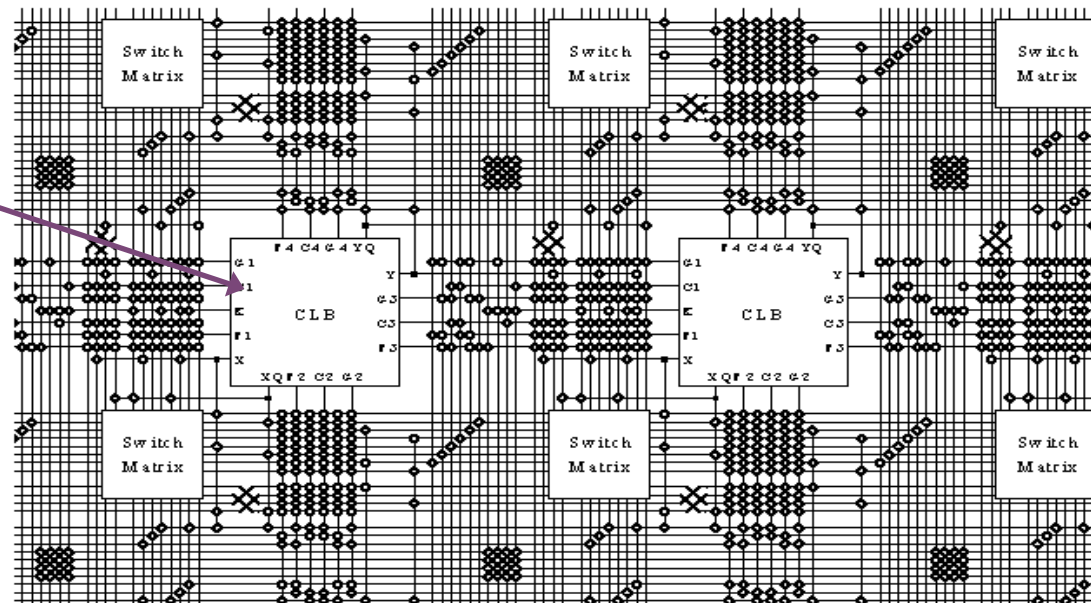 Switch Switch Switch
Matrix Matrix Matrix
F4 C4 G4 YQ F4 C4 G4 YQ
G1 G1
Y Y
1 C1
G3 G3
K K
CLB CLB
C3 C3
F1 F1
F3 F3
X X
XQ F2 C2 G2 XQ F2 C2 G2
Switch Switch Switch
Matrix Matrix Matrix